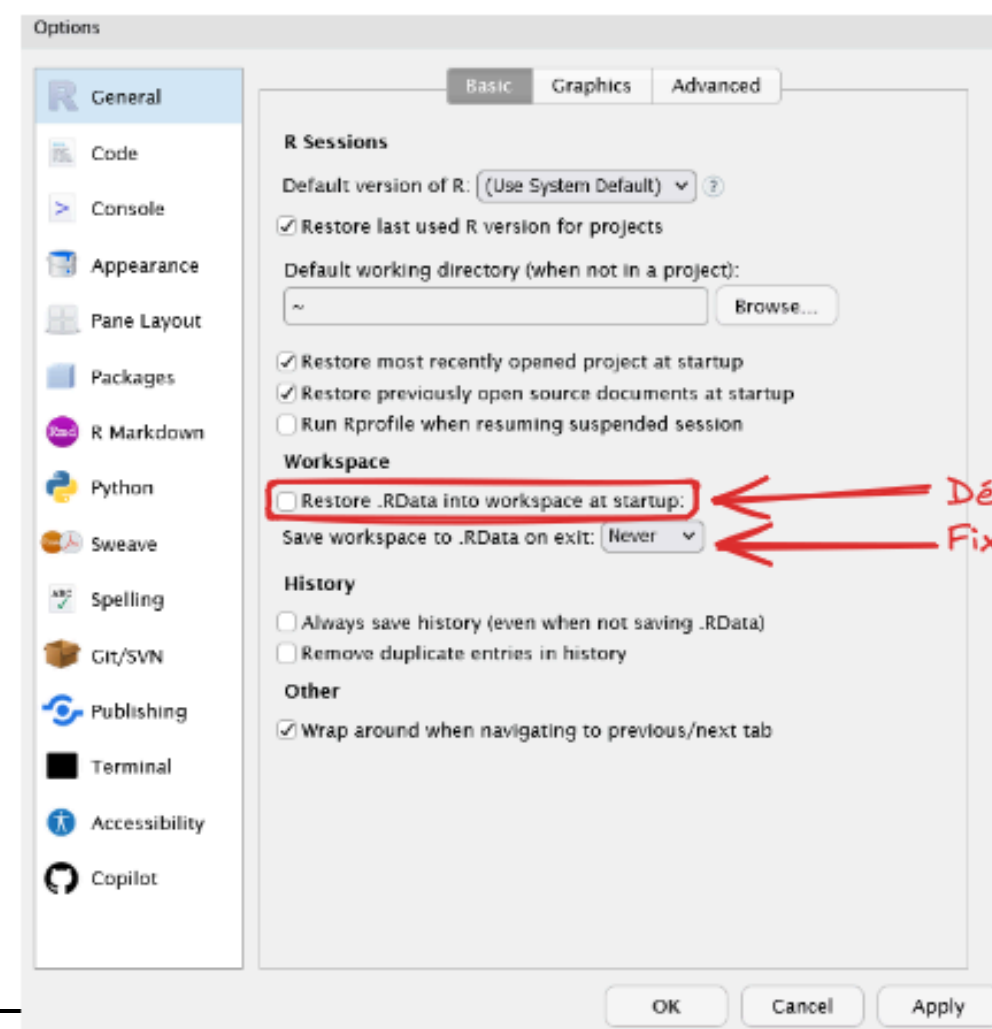 Options
General
Code
Console
Appearance
Pane Layout
Packages
R Markdown
Python
Sweave
Spelling
Git/SVN
Publishing
Terminal
Accessibility
Copilot
Basic Graphics Advanced
R Sessions
Default version of R: (Use System Default) ?
Restore last used R version for projects
Default working directory (when not in a project):
~ Browse...
Restore most recently opened project at startup
Restore previously open source documents at startup
Run Rprofile when resuming suspended session
Workspace
Restore .RData into workspace at startup:
Save workspace to .RData on exit: Never
History
Always save history (even when not saving .RData)
Remove duplicate entries in history
Other
Wrap around when navigating to previous/next tab
OK Cancel Apply